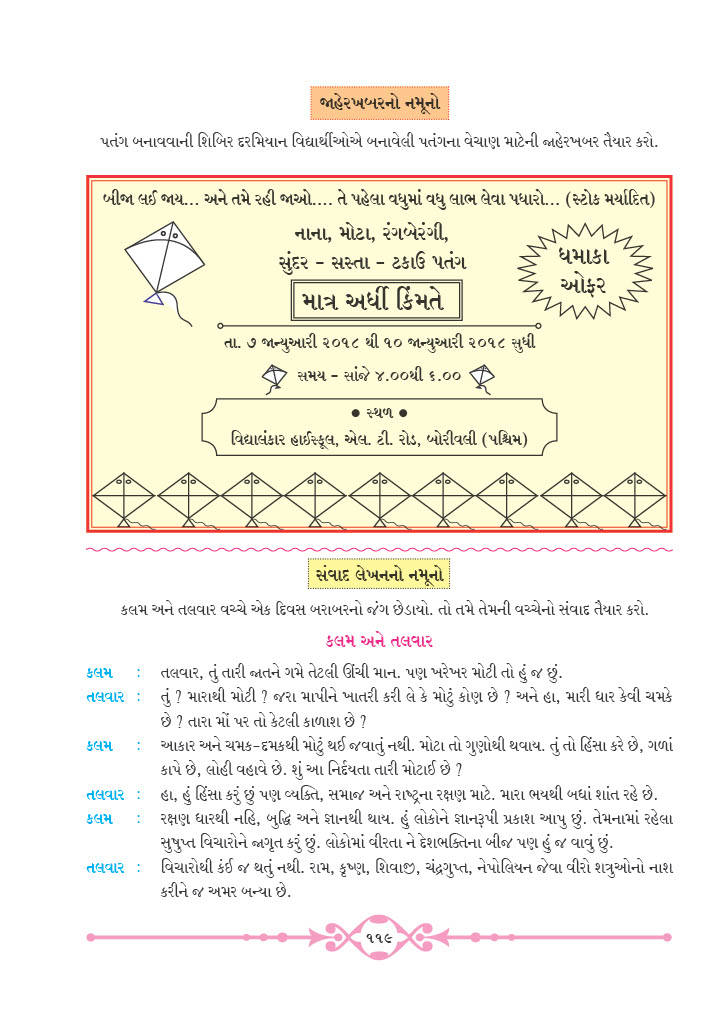 જાહેરખબરનો નમૂનો
પતંગ બનાવવાની શિબિર દરમિયાન વિદ્યાર્થીઓએ બનાવેલી પતંગના વેચાણ માટેની જાહેરખબર તૈયાર કરો.
બીજા લઈ જાય... અને તમે રહી જાઓ.... તે પહેલા વધુમાં વધુ લાભ લેવા પધારો... (સ્ટોક મર્યાદિત)
નાના, મોટા, રંગબેરંગી,
સુંદર - સસ્તા - ટકાઉ પતંગ
ધમાકા
ઓફર
માત્ર અર્ધી કિંમતે
તા. ૭ જાન્યુઆરી ૨૦૧૮ થી ૧૦ જાન્યુઆરી ૨૦૧૮ સુધી
સમય - સાંજે ૪.૦૦થી ૬.૦૦
● સ્થળ ●
વિદ્યાલંકાર હાઈસ્કૂલ, એલ. ટી. રોડ, બોરીવલી (પશ્ચિમ)
સંવાદ લેખનનો નમૂનો
કલમ અને તલવાર વચ્ચે એક દિવસ બરાબરનો જંગ છેડાયો. તો તમે તેમની વચ્ચેનો સંવાદ તૈયાર કરો.
કલમ અને તલવાર
કલમ : તલવાર, તું તારી જાતને ગમે તેટલી ઊંચી માન. પણ ખરેખર મોટી તો હું જ છું.
તલવાર : તું ? મારાથી મોટી ? જરા માપીને ખાતરી કરી લે કે મોટું કોણ છે ? અને હા, મારી ધાર કેવી ચમકે
છે ? તારા મોં પર તો કેટલી કાળાશ છે ?
કલમ : આકાર અને ચમક-દમકથી મોટું થઈ જવાતું નથી. મોટા તો ગુણોથી થવાય. તું તો હિંસા કરે છે, ગળાં
કાપે છે, લોહી વહાવે છે. શું આ નિર્દયતા તારી મોટાઈ છે ?
તલવાર : હા, હું હિંસા કરું છું પણ વ્યક્તિ, સમાજ અને રાષ્ટ્રના રક્ષણ માટે. મારા ભયથી બધાં શાંત રહે છે.
કલમ : રક્ષણ ધારથી નહિ, બુદ્ધિ અને જ્ઞાનથી થાય. હું લોકોને જ્ઞાનરૂપી પ્રકાશ આપુ છું. તેમનામાં રહેલા
સુષુપ્ત વિચારોને જાગૃત કરું છું. લોકોમાં વીરતા ને દેશભક્તિના બીજ પણ હું જ વાવું છું.
તલવાર : વિચારોથી કંઈ જ થતું નથી. રામ, કૃષ્ણ, શિવાજી, ચંદ્રગુપ્ત, નેપોલિયન જેવા વીરો શત્રુઓનો નાશ
કરીને જ અમર બન્યા છે.
૧૧૯